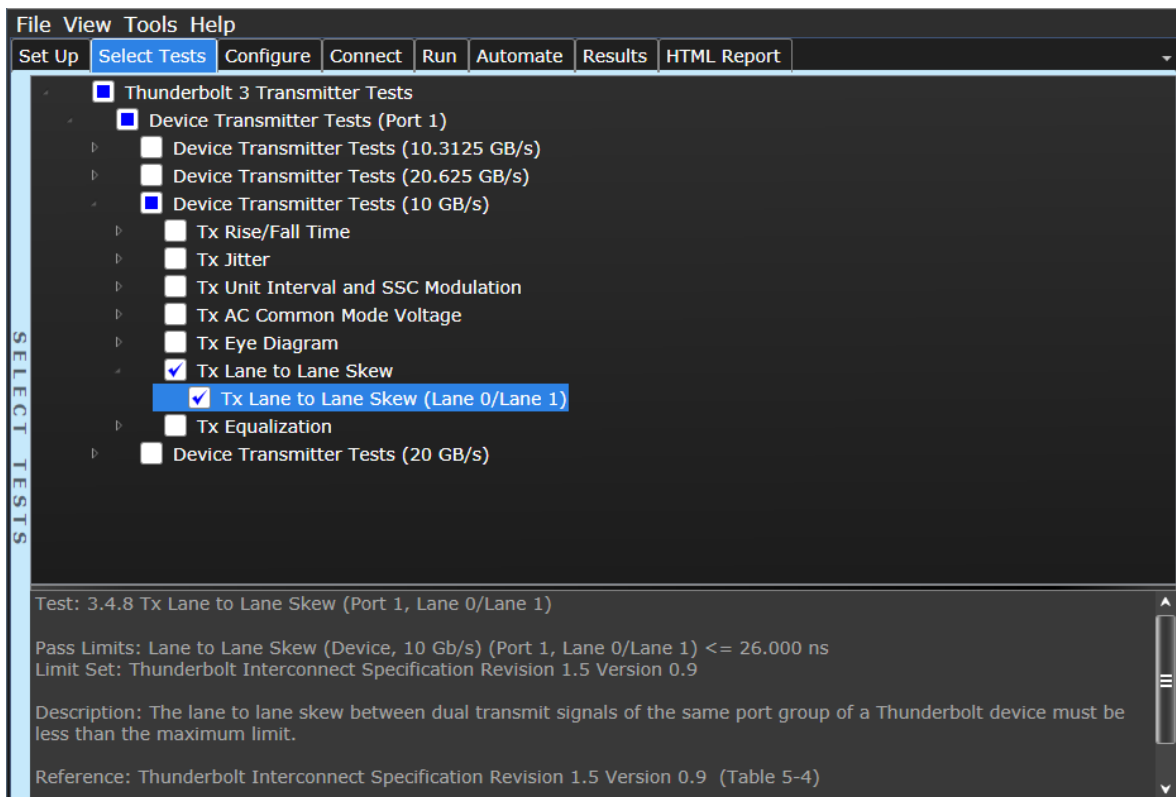 File View Tools Help
Set Up Select Tests Configure Connect Run Automate Results HTML Report
Thunderbolt 3 Transmitter Tests
Device Transmitter Tests (Port 1)
Device Transmitter Tests (10.3125 GB/s)
Device Transmitter Tests (20.625 GB/s)
Device Transmitter Tests (10 GB/s)
Tx Rise/Fall Time
Tx Jitter
Tx Unit Interval and SSC Modulation
Tx AC Common Mode Voltage
Tx Eye Diagram
Tx Lane to Lane Skew
Tx Lane to Lane Skew (Lane 0/Lane 1)
Tx Equalization
Device Transmitter Tests (20 GB/s)
SELECT TESTS
Test: 3.4.8 Tx Lane to Lane Skew (Port 1, Lane 0/Lane 1)
Pass Limits: Lane to Lane Skew (Device, 10 Gb/s) (Port 1, Lane 0/Lane 1) <= 26.000 ns
Limit Set: Thunderbolt Interconnect Specification Revision 1.5 Version 0.9
Description: The lane to lane skew between dual transmit signals of the same port group of a Thunderbolt device must be
less than the maximum limit.
Reference: Thunderbolt Interconnect Specification Revision 1.5 Version 0.9 (Table 5-4)